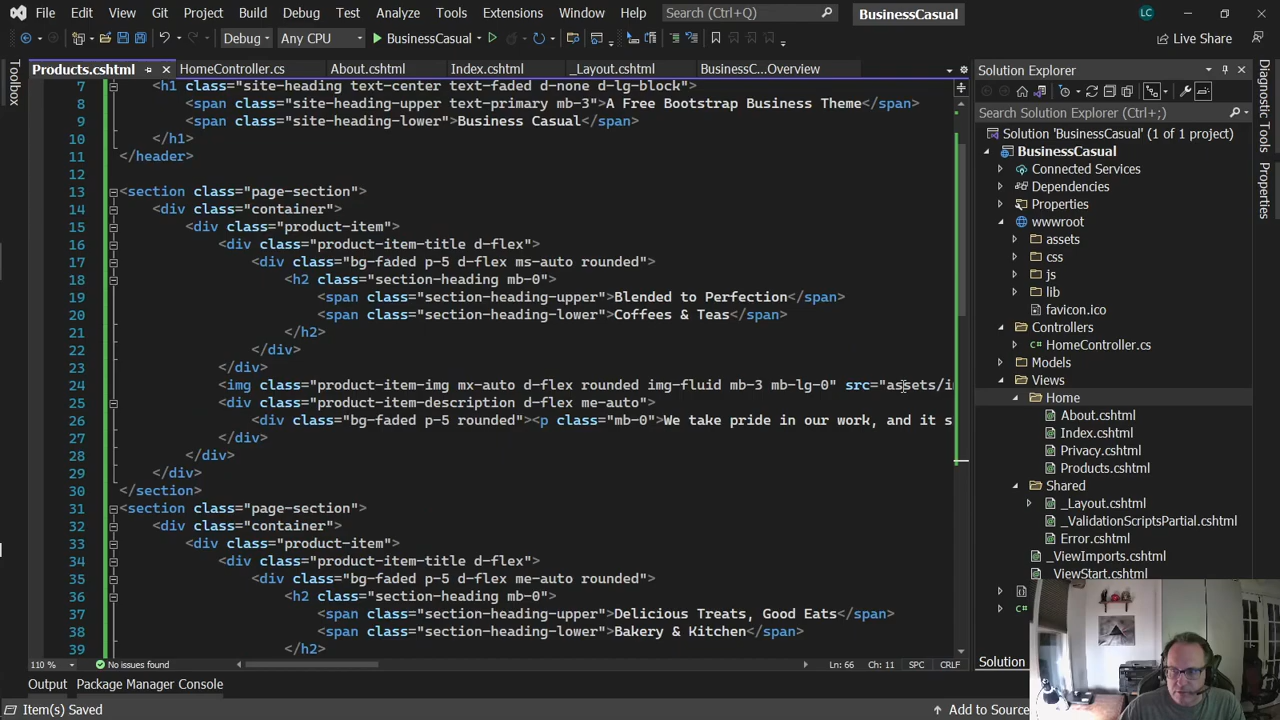 File Edit View Git Project Build Debug Test Analyze Tools Extensions Window Help Search (Ctrl+Q) BusinessCasual LC
Debug Any CPU BusinessCasual Live Share
Toolbox
Products.cshtml HomeController.cs About.cshtml Index.cshtml _Layout.cshtml BusinessC...Overview
7 <h1 class="site-heading text-center text-faded d-none d-lg-block">
8 <span class="site-heading-upper text-primary mb-3">A Free Bootstrap Business Theme</span>
9 <span class="site-heading-lower">Business Casual</span>
10 </h1>
11 </header>
12
13 <section class="page-section">
14 <div class="container">
15 <div class="product-item">
16 <div class="product-item-title d-flex">
17 <div class="bg-faded p-5 d-flex ms-auto rounded">
18 <h2 class="section-heading mb-0">
19 <span class="section-heading-upper">Blended to Perfection</span>
20 <span class="section-heading-lower">Coffees & Teas</span>
21 </h2>
22 </div>
23 </div>
24 <img class="product-item-img mx-auto d-flex rounded img-fluid mb-3 mb-lg-0" src="assets/i
25 <div class="product-item-description d-flex me-auto">
26 <div class="bg-faded p-5 rounded"><p class="mb-0">We take pride in our work, and it s
27 </div>
28 </div>
29 </div>
30 </section>
31 <section class="page-section">
32 <div class="container">
33 <div class="product-item">
34 <div class="product-item-title d-flex">
35 <div class="bg-faded p-5 d-flex me-auto rounded">
36 <h2 class="section-heading mb-0">
37 <span class="section-heading-upper">Delicious Treats, Good Eats</span>
38 <span class="section-heading-lower">Bakery & Kitchen</span>
39 </h2>
110 % No issues found Ln: 66 Ch: 11 SPC CRLF
Output Package Manager Console
Item(s) Saved Add to Source
Solution Explorer
Search Solution Explorer (Ctrl+;)
Solution 'BusinessCasual' (1 of 1 project)
BusinessCasual
Connected Services
Dependencies
Properties
wwwroot
assets
css
js
lib
favicon.ico
Controllers
HomeController.cs
Models
Views
Home
About.cshtml
Index.cshtml
Privacy.cshtml
Products.cshtml
Shared
_Layout.cshtml
_ValidationScriptsPartial.cshtml
Error.cshtml
_ViewImports.cshtml
_ViewStart.cshtml
Solution
Diagnostic Tools
Properties